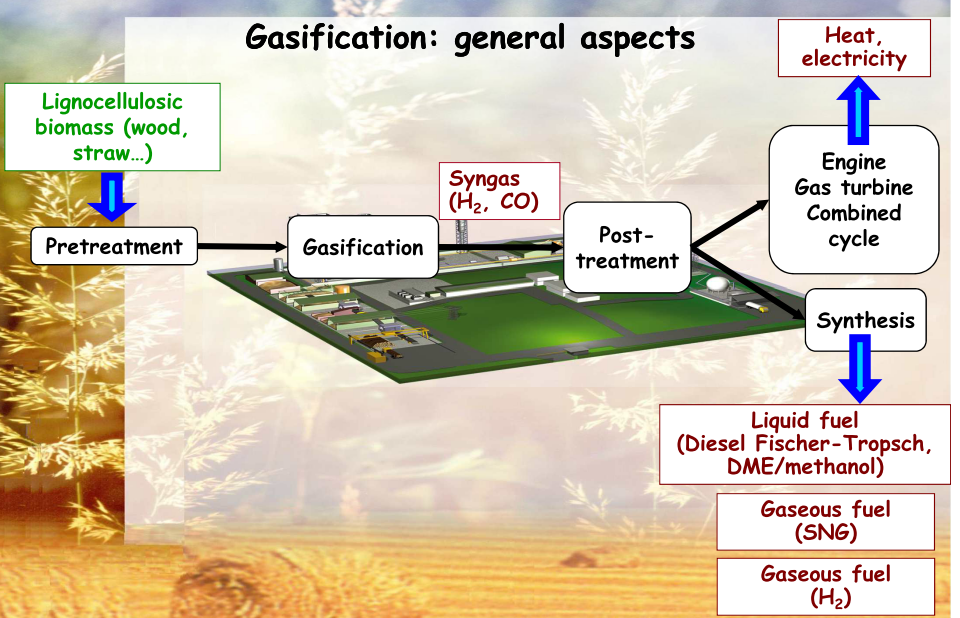 Gasification: general aspects
Heat,
electricity
Lignocellulosic
biomass (wood,
straw…)
Syngas
(H₂, CO)
Engine
Gas turbine
Combined
cycle
Pretreatment
Gasification
Post-
treatment
Synthesis
Liquid fuel
(Diesel Fischer-Tropsch,
DME/methanol)
Gaseous fuel
(SNG)
Gaseous fuel
(H₂)